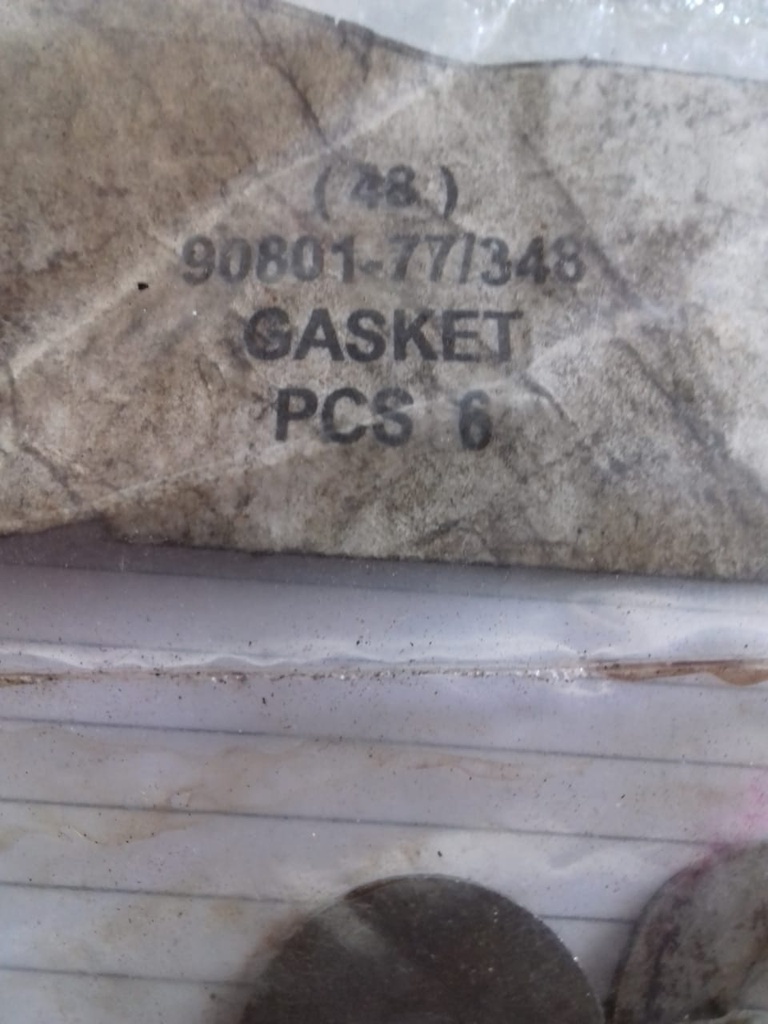 ( 48 )
90801-77/348
GASKET
PCS 6